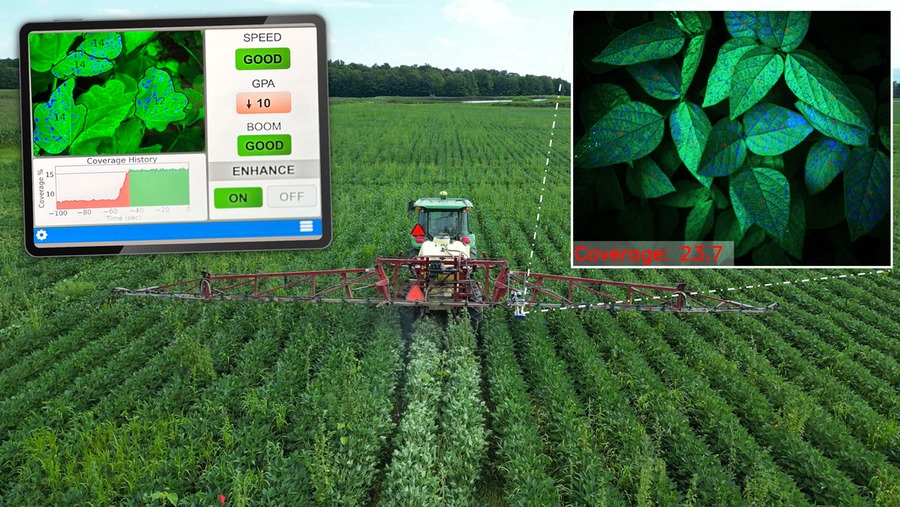 14
14
12
14
SPEED
GOOD
GPA
↓ 10
BOOM
GOOD
ENHANCE
ON OFF
Coverage History
Coverage %
15
10
−100 −80 −60 −40 −20 0
Time (sec)
Coverage: 23.7